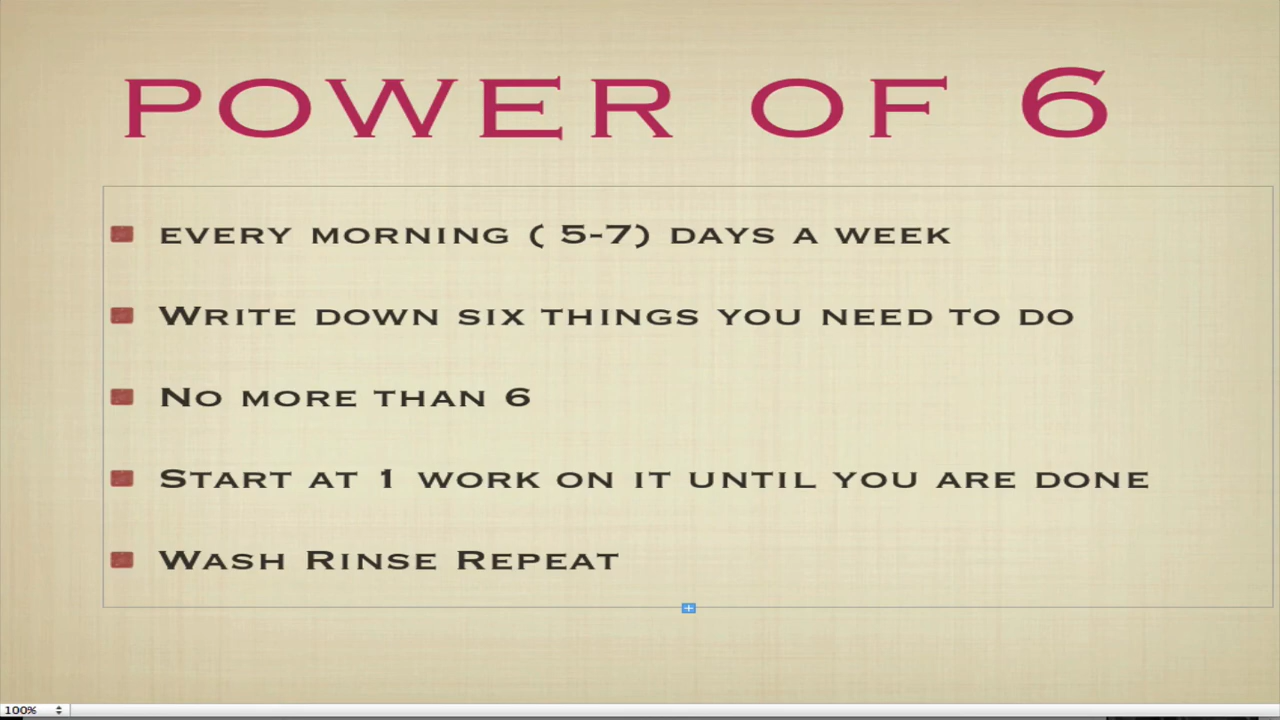 POWER OF 6
EVERY MORNING ( 5-7) DAYS A WEEK
WRITE DOWN SIX THINGS YOU NEED TO DO
NO MORE THAN 6
START AT 1 WORK ON IT UNTIL YOU ARE DONE
WASH RINSE REPEAT
100%